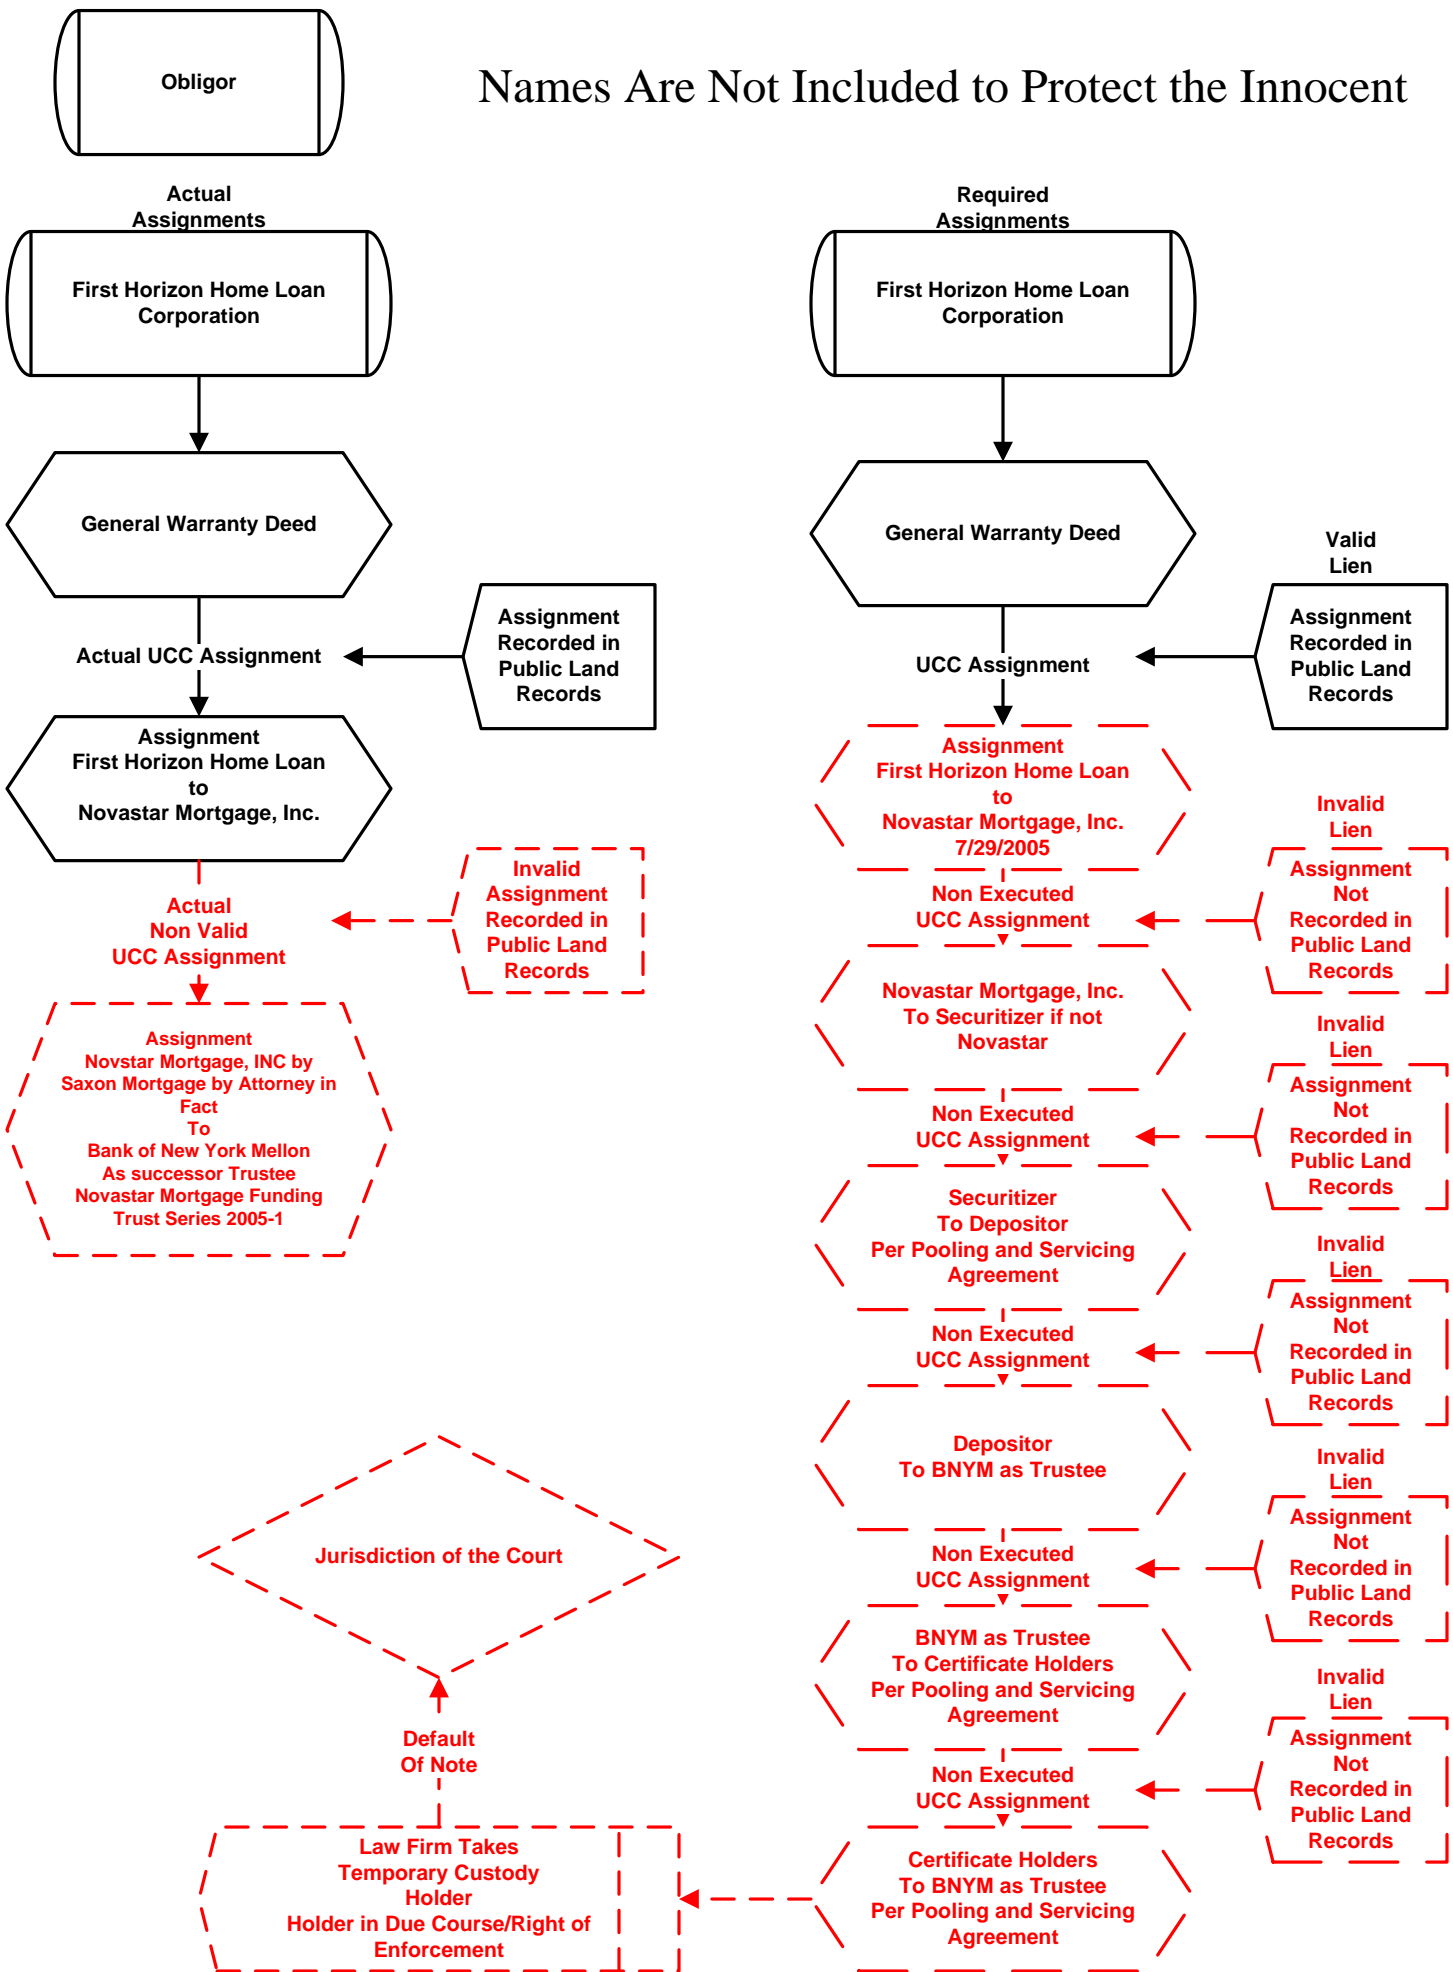 Obligor
Names Are Not Included to Protect the Innocent
Actual
Assignments
First Horizon Home Loan
Corporation
General Warranty Deed
Actual UCC Assignment
Assignment
Recorded in
Public Land
Records
Assignment
First Horizon Home Loan
to
Novastar Mortgage, Inc.
Actual
Non Valid
UCC Assignment
Invalid
Assignment
Recorded in
Public Land
Records
Assignment
Novstar Mortgage, INC by
Saxon Mortgage by Attorney in
Fact
To
Bank of New York Mellon
As successor Trustee
Novastar Mortgage Funding
Trust Series 2005-1
Required
Assignments
First Horizon Home Loan
Corporation
General Warranty Deed
Valid
Lien
UCC Assignment
Assignment
Recorded in
Public Land
Records
Assignment
First Horizon Home Loan
to
Novastar Mortgage, Inc.
7/29/2005
Invalid
Lien
Non Executed
UCC Assignment
Assignment
Not
Recorded in
Public Land
Records
Novastar Mortgage, Inc.
To Securitizer if not
Novastar
Invalid
Lien
Non Executed
UCC Assignment
Assignment
Not
Recorded in
Public Land
Records
Securitizer
To Depositor
Per Pooling and Servicing
Agreement
Invalid
Lien
Non Executed
UCC Assignment
Assignment
Not
Recorded in
Public Land
Records
Depositor
To BNYM as Trustee
Invalid
Lien
Non Executed
UCC Assignment
Assignment
Not
Recorded in
Public Land
Records
BNYM as Trustee
To Certificate Holders
Per Pooling and Servicing
Agreement
Invalid
Lien
Non Executed
UCC Assignment
Assignment
Not
Recorded in
Public Land
Records
Certificate Holders
To BNYM as Trustee
Per Pooling and Servicing
Agreement
Law Firm Takes
Temporary Custody
Holder
Holder in Due Course/Right of
Enforcement
Default
Of Note
Jurisdiction of the Court